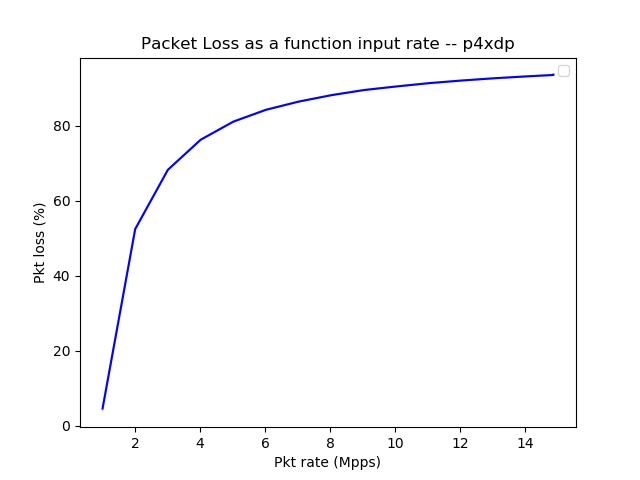 Packet Loss as a function input rate -- p4xdp
Pkt loss (%)
80
60
40
20
0
2 4 6 8 10 12 14
Pkt rate (Mpps)